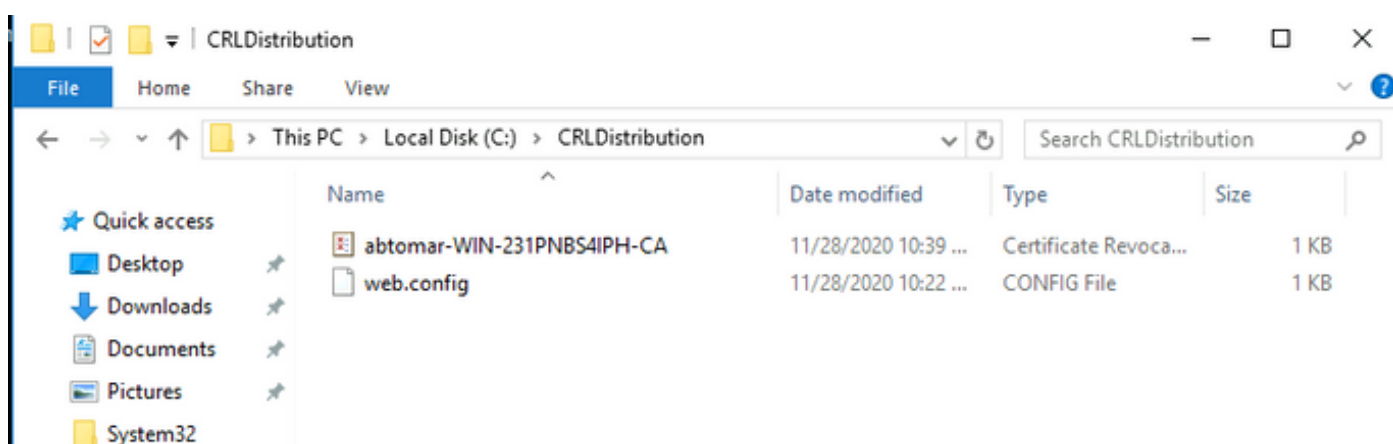 CRLDistribution
File Home Share View
This PC > Local Disk (C:) > CRLDistribution Search CRLDistribution
Name Date modified Type Size
Quick access
abtomar-WIN-231PNBS4IPH-CA 11/28/2020 10:39 ... Certificate Revoca... 1 KB
Desktop
web.config 11/28/2020 10:22 ... CONFIG File 1 KB
Downloads
Documents
Pictures
System32